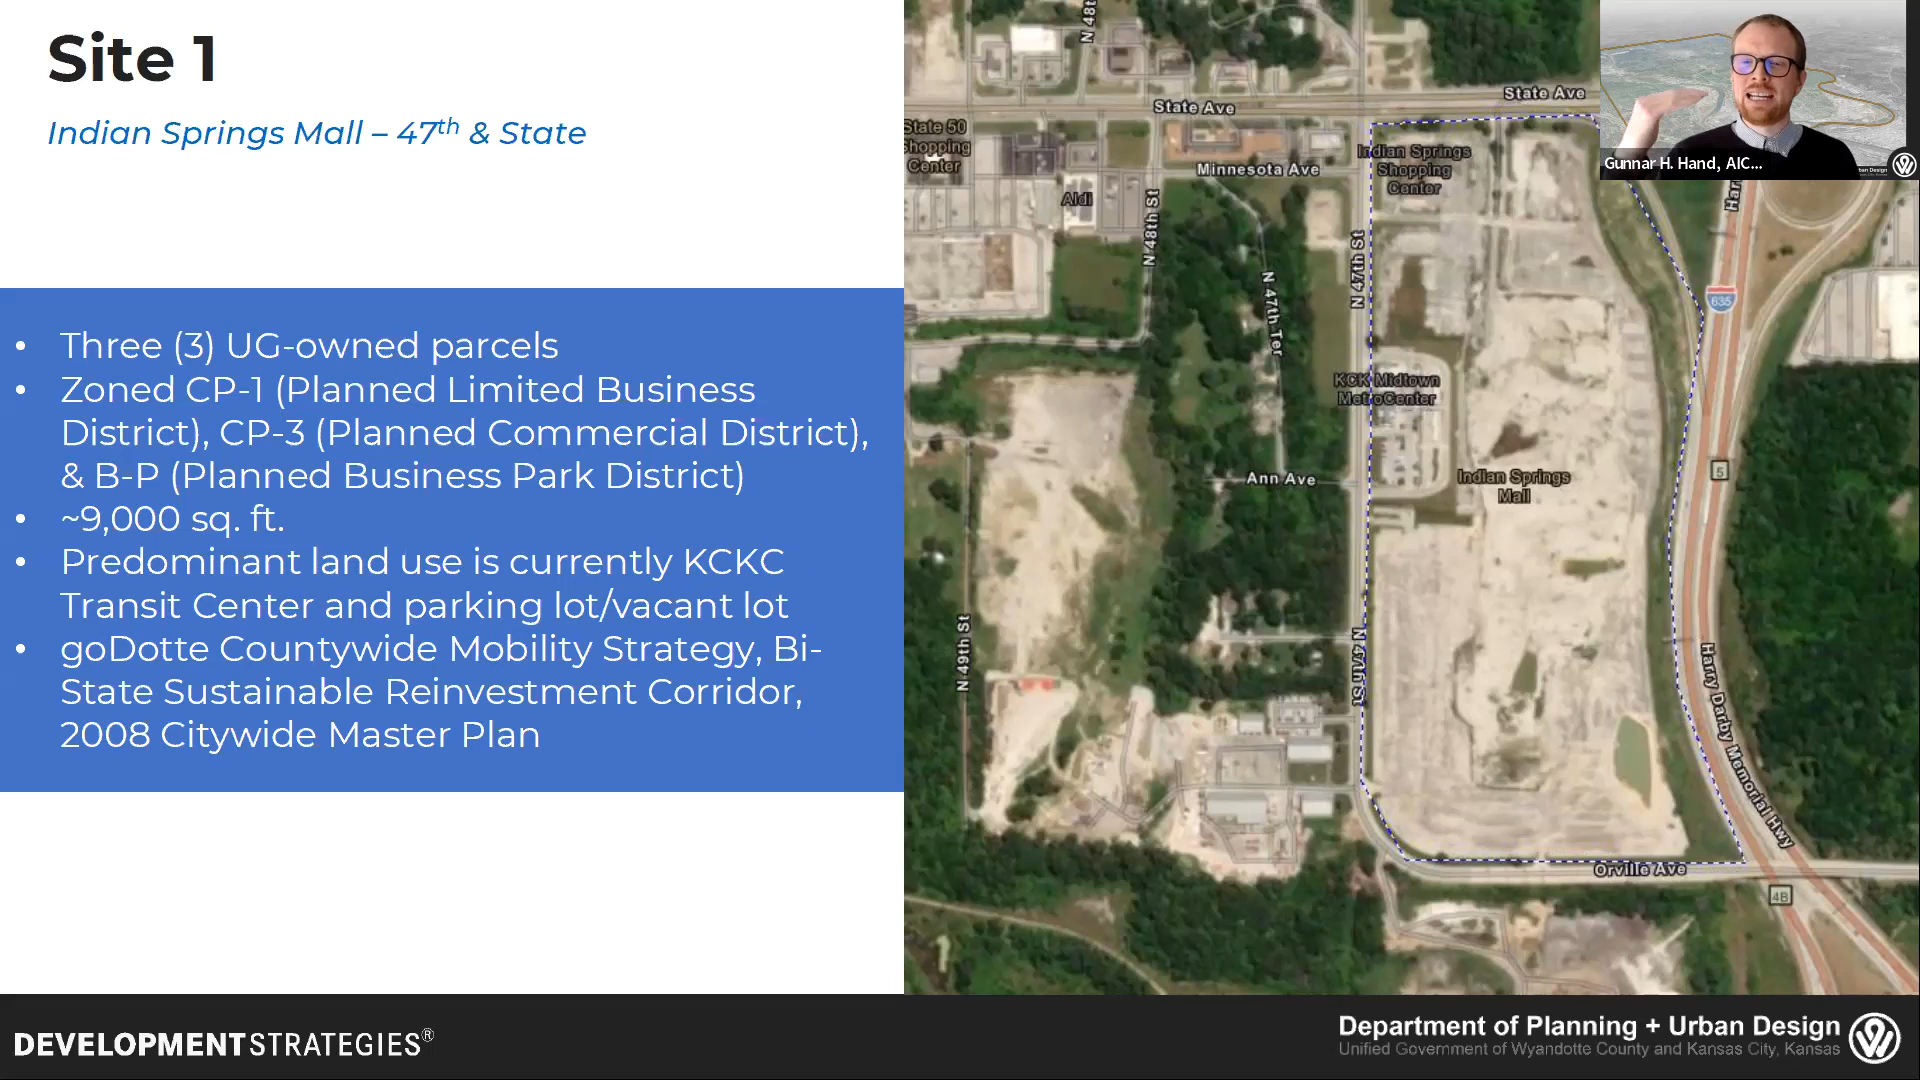 Site 1
Indian Springs Mall – 47th & State
• Three (3) UG-owned parcels
• Zoned CP-1 (Planned Limited Business
District), CP-3 (Planned Commercial District),
& B-P (Planned Business Park District)
• ~9,000 sq. ft.
• Predominant land use is currently KCKC
Transit Center and parking lot/vacant lot
• goDotte Countywide Mobility Strategy, Bi-
State Sustainable Reinvestment Corridor,
2008 Citywide Master Plan
N 48t
State Ave
State Ave
State 50
Shopping
Center
Minnesota Ave
Aldi
N 48th St
Indian Springs
Shopping
Center
N 47th St
N 47th Ter
Har
635
KCK Midtown
MetroCenter
Ann Ave
Indian Springs
Mall
5
N 49th St
N 47th St
Harry Darby Memorial Hwy
Orville Ave
4B
Gunnar H. Hand, AIC...
ban Design
DEVELOPMENTSTRATEGIES®
Department of Planning + Urban Design
Unified Government of Wyandotte County and Kansas City, Kansas